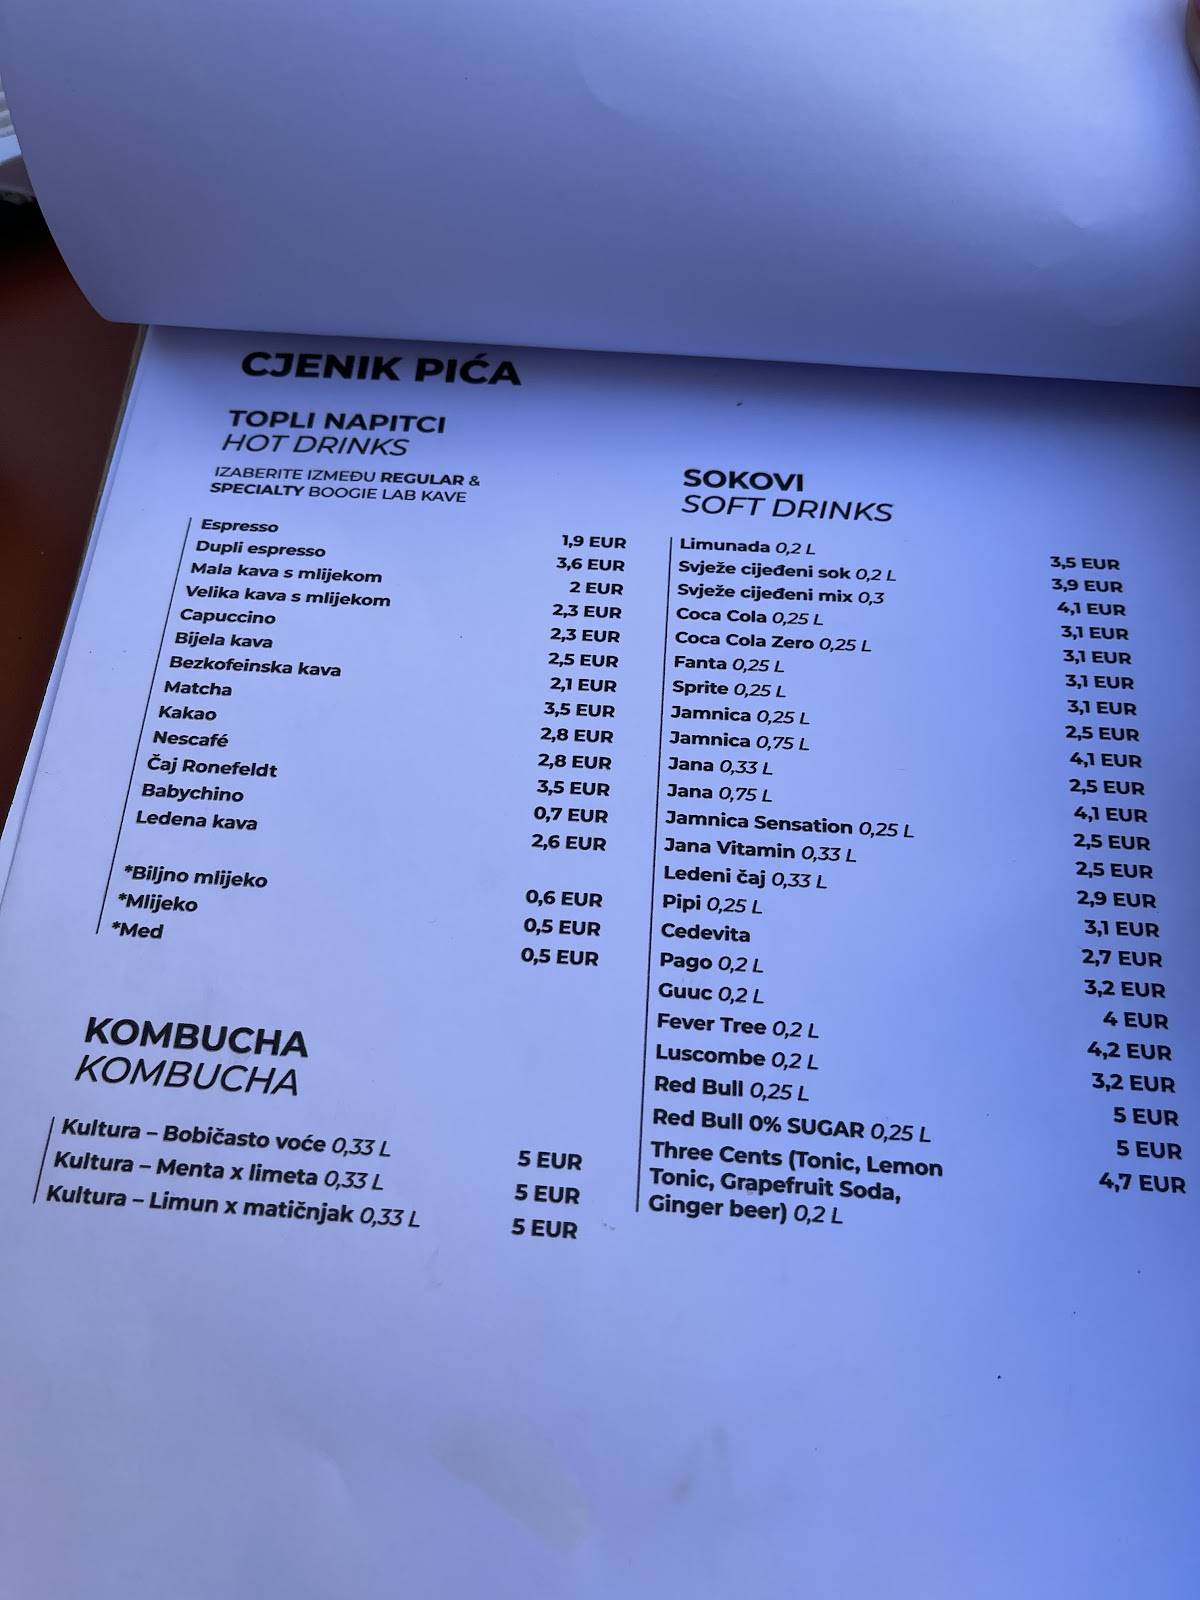 CJENIK PIĆA
TOPLI NAPITCI
HOT DRINKS
IZABERITE IZMEĐU REGULAR &
SPECIALTY BOOGIE LAB KAVE
Espresso 1,9 EUR
Dupli espresso 3,6 EUR
Mala kava s mlijekom 2 EUR
Velika kava s mlijekom 2,3 EUR
Capuccino 2,3 EUR
Bijela kava 2,5 EUR
Bezkofeinska kava 2,1 EUR
Matcha 3,5 EUR
Kakao 2,8 EUR
Nescafé 2,8 EUR
Čaj Ronefeldt 3,5 EUR
Babychino 0,7 EUR
Ledena kava 2,6 EUR
*Biljno mlijeko 0,6 EUR
*Mlijeko 0,5 EUR
*Med 0,5 EUR
KOMBUCHA
KOMBUCHA
Kultura – Bobičasto voće 0,33 L 5 EUR
Kultura – Menta x limeta 0,33 L 5 EUR
Kultura – Limun x matičnjak 0,33 L 5 EUR
SOKOVI
SOFT DRINKS
Limunada 0,2 L 3,5 EUR
Svježe cijeđeni sok 0,2 L 3,9 EUR
Svježe cijeđeni mix 0,3 4,1 EUR
Coca Cola 0,25 L 3,1 EUR
Coca Cola Zero 0,25 L 3,1 EUR
Fanta 0,25 L 3,1 EUR
Sprite 0,25 L 3,1 EUR
Jamnica 0,25 L 2,5 EUR
Jamnica 0,75 L 4,1 EUR
Jana 0,33 L 2,5 EUR
Jana 0,75 L 4,1 EUR
Jamnica Sensation 0,25 L 2,5 EUR
Jana Vitamin 0,33 L 2,5 EUR
Ledeni čaj 0,33 L 2,9 EUR
Pipi 0,25 L 3,1 EUR
Cedevita 2,7 EUR
Pago 0,2 L 3,2 EUR
Guuc 0,2 L 4 EUR
Fever Tree 0,2 L 4,2 EUR
Luscombe 0,2 L 3,2 EUR
Red Bull 0,25 L 5 EUR
Red Bull 0% SUGAR 0,25 L 5 EUR
Three Cents (Tonic, Lemon 4,7 EUR
Tonic, Grapefruit Soda,
Ginger beer) 0,2 L